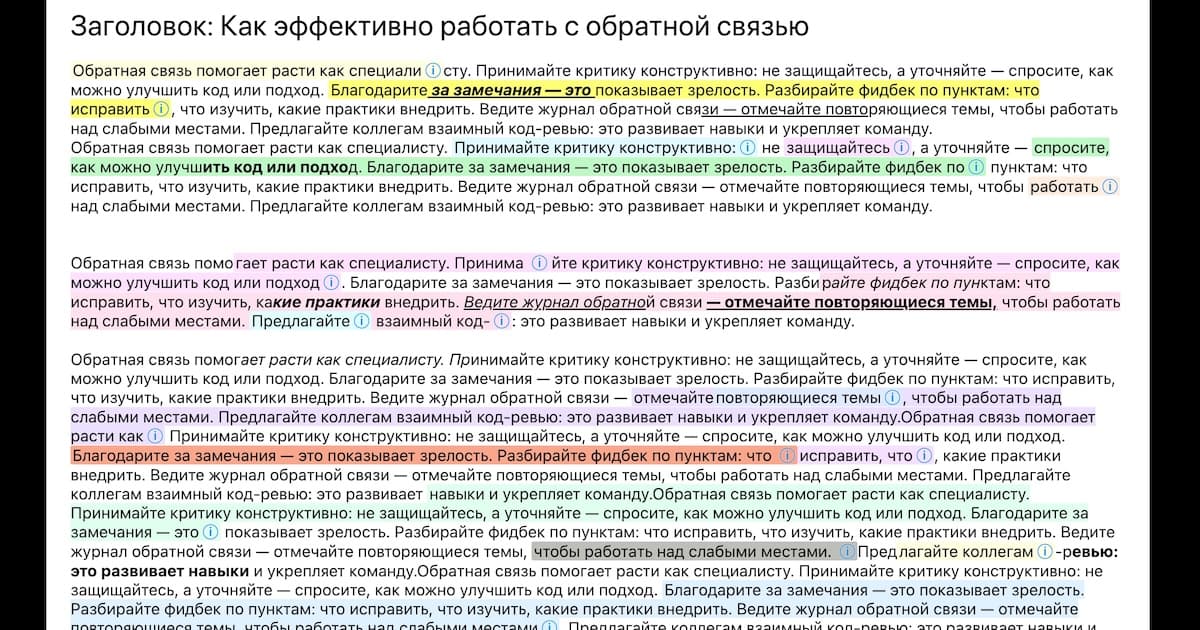 Заголовок: Как эффективно работать с обратной связью
Обратная связь помогает расти как специали ⓘ сту. Принимайте критику конструктивно: не защищайтесь, а уточняйте — спросите, как
можно улучшить код или подход. Благодарите за замечания — это показывает зрелость. Разбирайте фидбек по пунктам: что
исправить ⓘ, что изучить, какие практики внедрить. Ведите журнал обратной связи — отмечайте повторяющиеся темы, чтобы работать
над слабыми местами. Предлагайте коллегам взаимный код-ревью: это развивает навыки и укрепляет команду.
Обратная связь помогает расти как специалисту. Принимайте критику конструктивно: ⓘ не защищайтесь ⓘ, а уточняйте — спросите,
как можно улучшить код или подход. Благодарите за замечания — это показывает зрелость. Разбирайте фидбек по ⓘ пунктам: что
исправить, что изучить, какие практики внедрить. Ведите журнал обратной связи — отмечайте повторяющиеся темы, чтобы работать ⓘ
над слабыми местами. Предлагайте коллегам взаимный код-ревью: это развивает навыки и укрепляет команду.
Обратная связь помогает расти как специалисту. Принима ⓘ йте критику конструктивно: не защищайтесь, а уточняйте — спросите, как
можно улучшить код или подход ⓘ. Благодарите за замечания — это показывает зрелость. Разбирайте фидбек по пунктам: что
исправить, что изучить, какие практики внедрить. Ведите журнал обратной связи — отмечайте повторяющиеся темы, чтобы работать
над слабыми местами. Предлагайте ⓘ взаимный код- ⓘ: это развивает навыки и укрепляет команду.
Обратная связь помогает расти как специалисту. Принимайте критику конструктивно: не защищайтесь, а уточняйте — спросите, как
можно улучшить код или подход. Благодарите за замечания — это показывает зрелость. Разбирайте фидбек по пунктам: что исправить,
что изучить, какие практики внедрить. Ведите журнал обратной связи — отмечайте повторяющиеся темы ⓘ, чтобы работать над
слабыми местами. Предлагайте коллегам взаимный код-ревью: это развивает навыки и укрепляет команду.Обратная связь помогает
расти как ⓘ Принимайте критику конструктивно: не защищайтесь, а уточняйте — спросите, как можно улучшить код или подход.
Благодарите за замечания — это показывает зрелость. Разбирайте фидбек по пунктам: что ⓘ исправить, что ⓘ, какие практики
внедрить. Ведите журнал обратной связи — отмечайте повторяющиеся темы, чтобы работать над слабыми местами. Предлагайте
коллегам взаимный код-ревью: это развивает навыки и укрепляет команду.Обратная связь помогает расти как специалисту.
Принимайте критику конструктивно: не защищайтесь, а уточняйте — спросите, как можно улучшить код или подход. Благодарите за
замечания — это ⓘ показывает зрелость. Разбирайте фидбек по пунктам: что исправить, что изучить, какие практики внедрить. Ведите
журнал обратной связи — отмечайте повторяющиеся темы, чтобы работать над слабыми местами. ⓘ Предлагайте коллегам ⓘ -ревью:
это развивает навыки и укрепляет команду.Обратная связь помогает расти как специалисту. Принимайте критику конструктивно: не
защищайтесь, а уточняйте — спросите, как можно улучшить код или подход. Благодарите за замечания — это показывает зрелость.
Разбирайте фидбек по пунктам: что исправить, что изучить, какие практики внедрить. Ведите журнал обратной связи — отмечайте
повторяющиеся темы, чтобы работать над слабыми местами ⓘ. Предлагайте коллегам взаимный код-ревью: это развивает навыки и